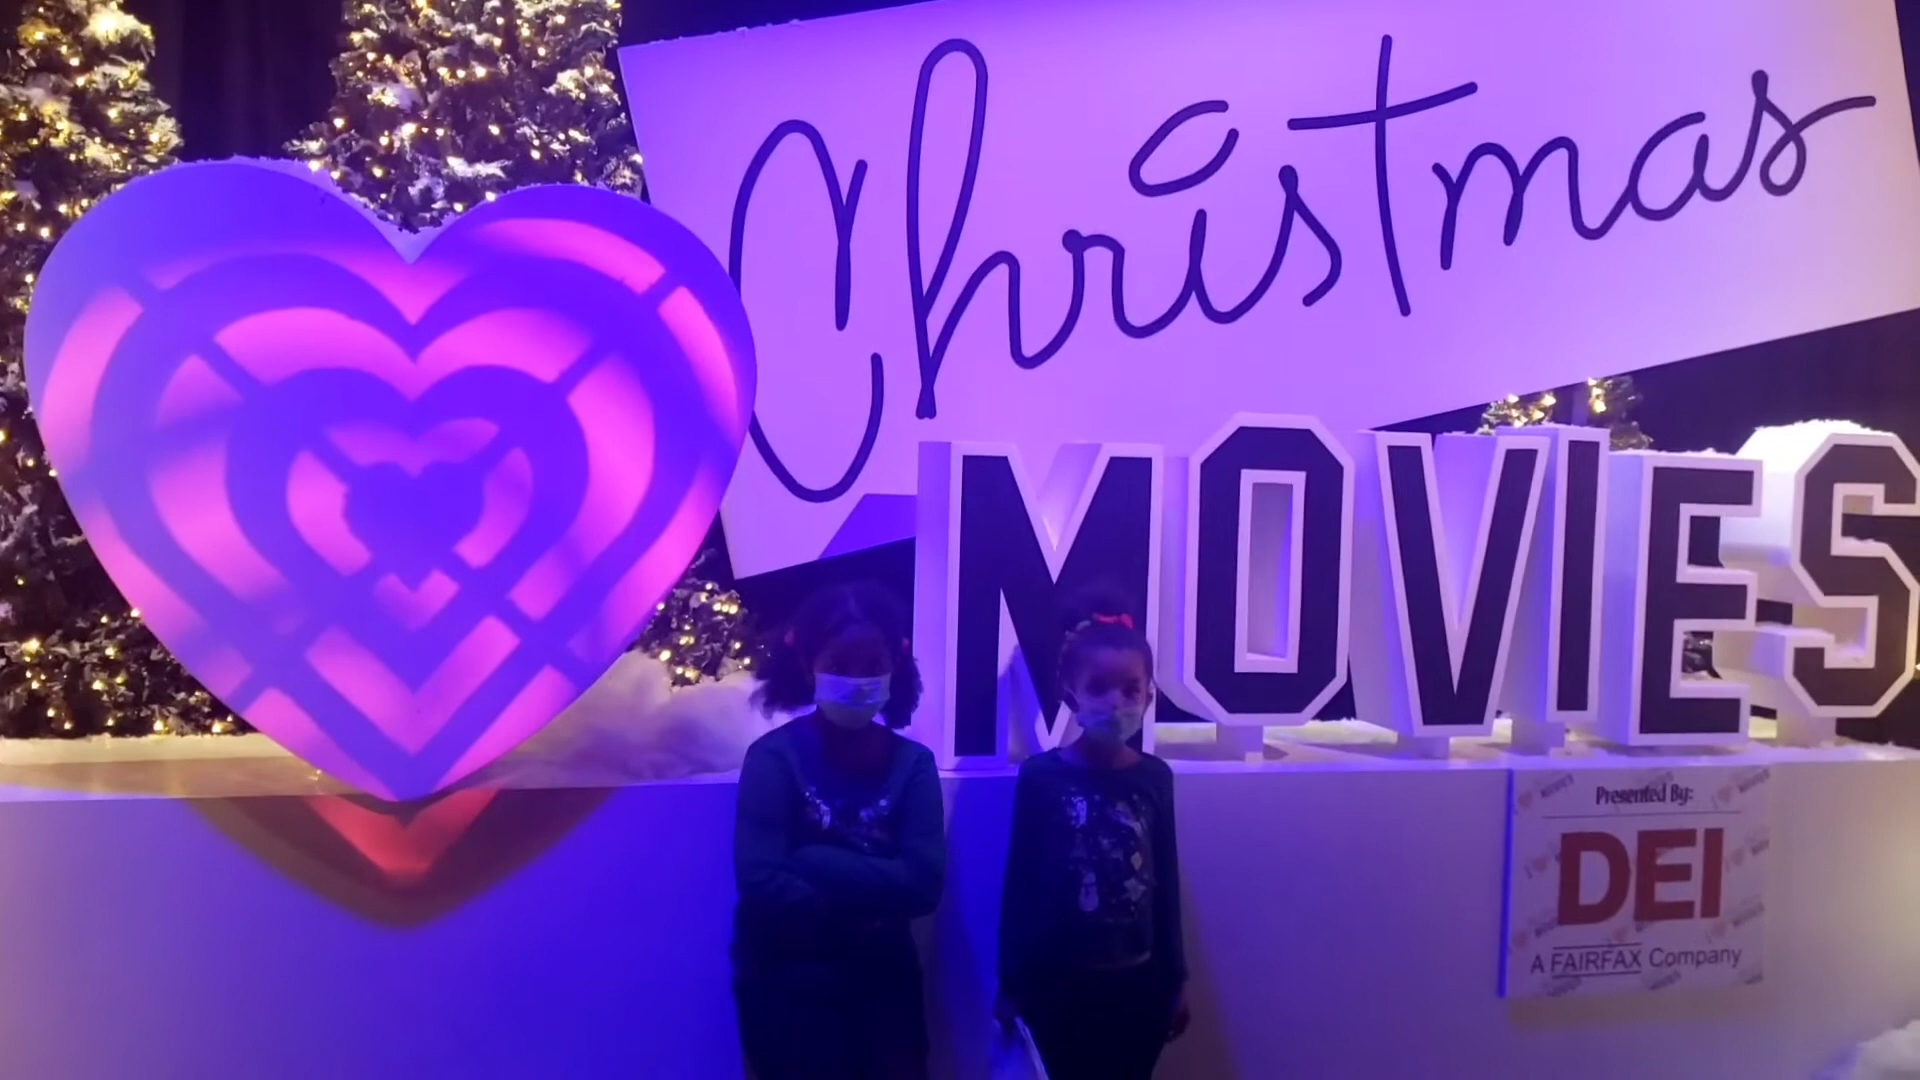 Christmas
MOVIES
Presented By:
DEI
A FAIRFAX Company